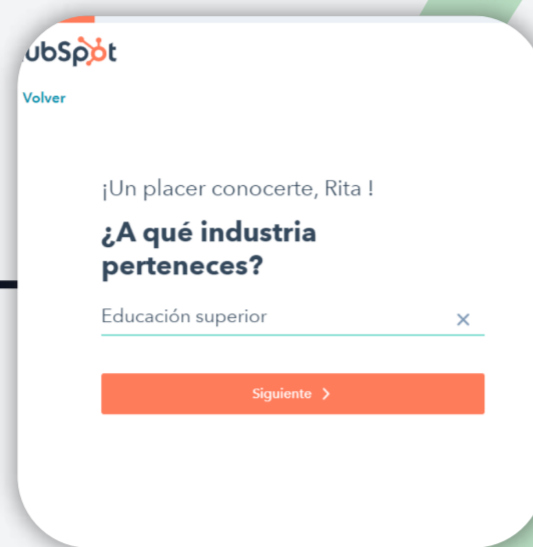 ubSpot
Volver
¡Un placer conocerte, Rita !
¿A qué industria
perteneces?
Educación superior
Siguiente